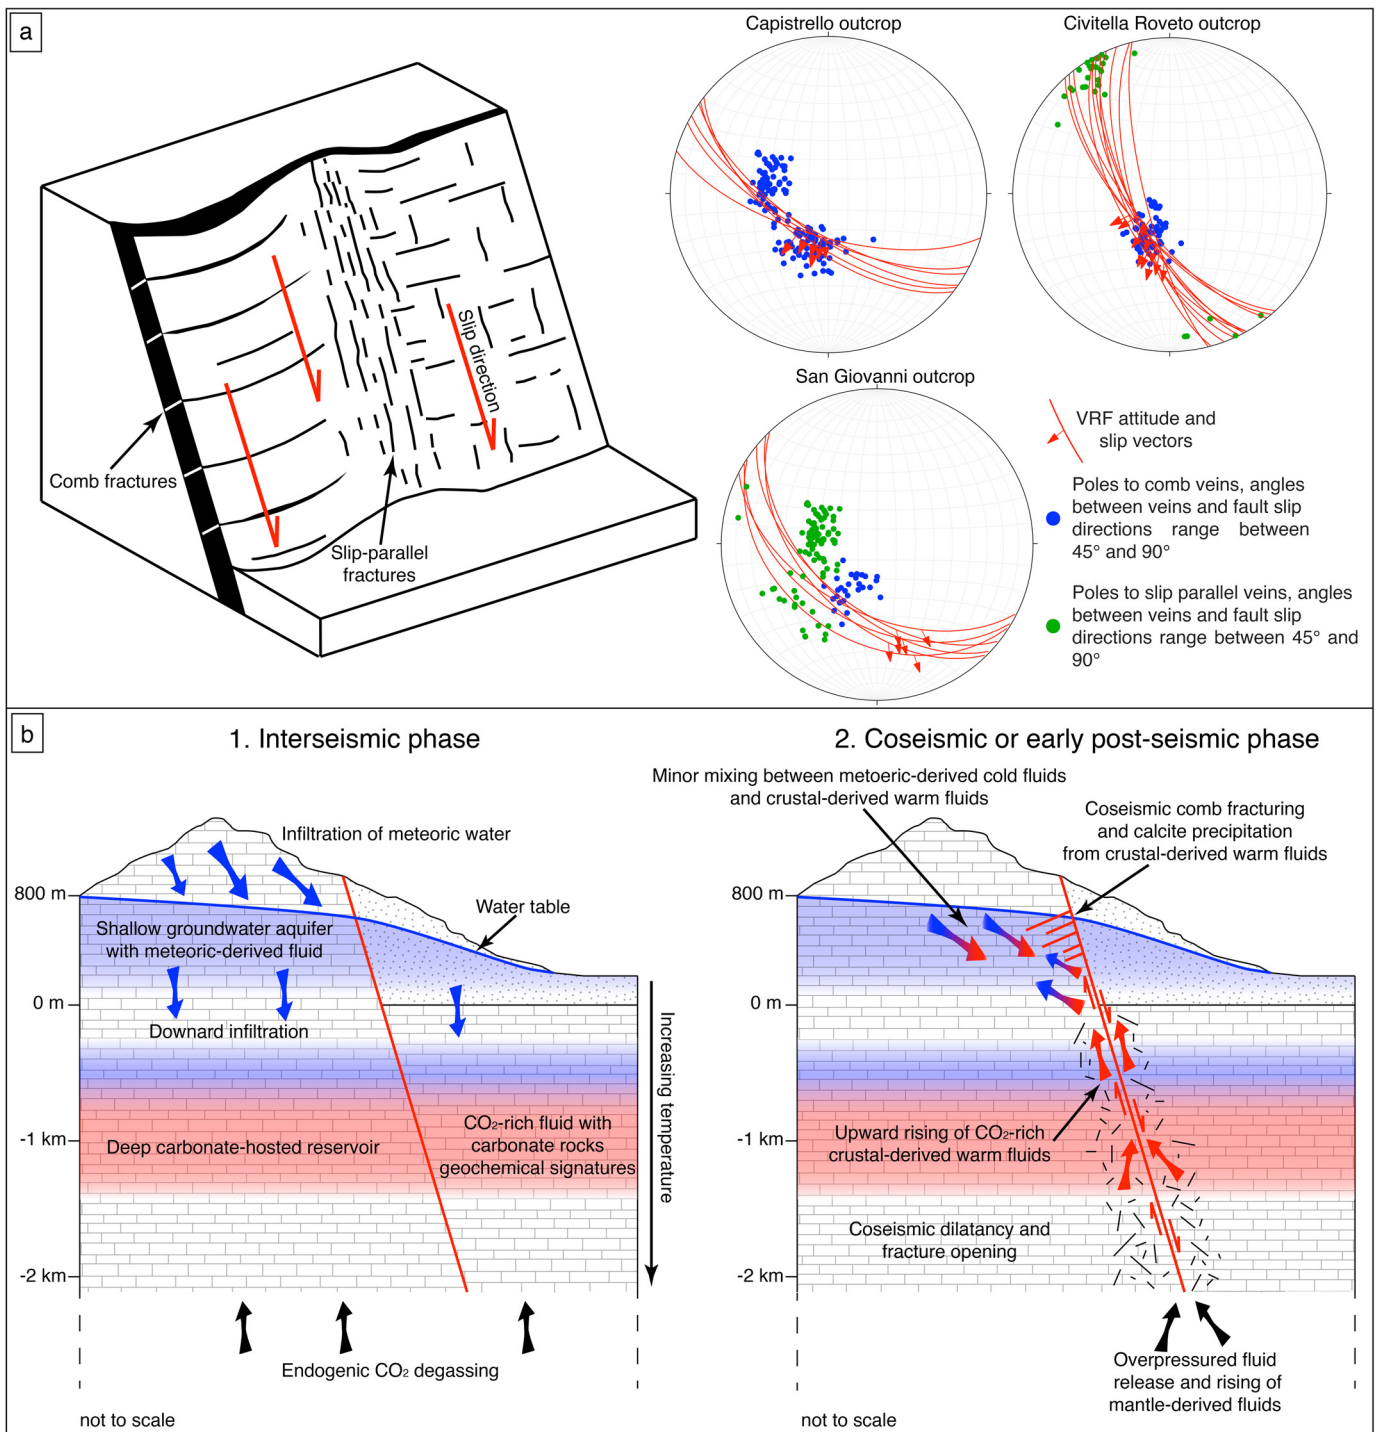 a
Capistrello outcrop
Civitella Roveto outcrop
San Giovanni outcrop
Comb fractures
Slip-parallel
fractures
Slip direction
VRF attitude and
slip vectors
Poles to comb veins, angles
between veins and fault slip
directions range between
45° and 90°
Poles to slip parallel veins, angles
between veins and fault slip
directions range between 45° and
90°
b
1. Interseismic phase
Infiltration of meteoric water
800 m
Water table
Shallow groundwater aquifer
with meteoric-derived fluid
0 m
Downard infiltration
-1 km
Deep carbonate-hosted reservoir
CO₂-rich fluid with
carbonate rocks
geochemical signatures
Increasing temperature
-2 km
Endogenic CO₂ degassing
not to scale
2. Coseismic or early post-seismic phase
Minor mixing between metoeric-derived cold fluids
and crustal-derived warm fluids
Coseismic comb fracturing
and calcite precipitation
from crustal-derived warm fluids
800 m
0 m
-1 km
Upward rising of CO₂-rich
crustal-derived warm fluids
Coseismic dilatancy and
fracture opening
-2 km
Overpressured fluid
release and rising of
mantle-derived fluids
not to scale